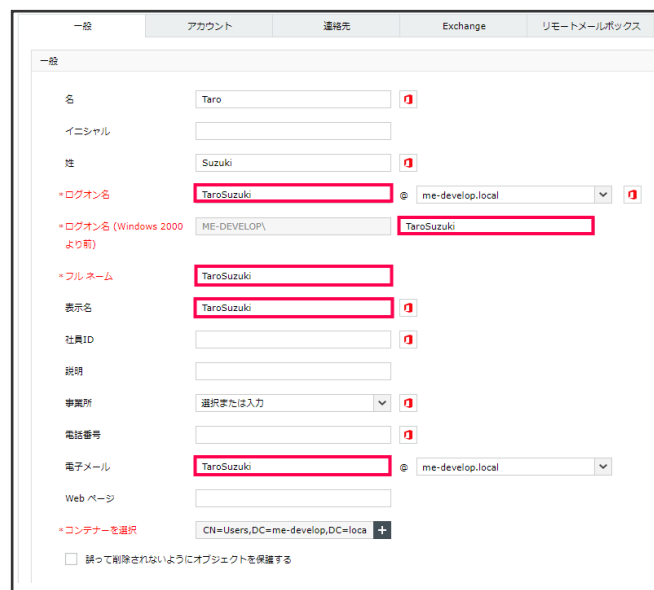 一般 アカウント 連絡先 Exchange リモートメールボックス
一般
名 Taro
イニシャル
姓 Suzuki
*ログオン名 TaroSuzuki @ me-develop.local
*ログオン名 (Windows 2000 ME-DEVELOP\ TaroSuzuki
より前)
*フル ネーム TaroSuzuki
表示名 TaroSuzuki
社員ID
説明
事業所 選択または入力
電話番号
電子メール TaroSuzuki @ me-develop.local
Web ページ
*コンテナーを選択 CN=Users,DC=me-develop,DC=loca +
誤って削除されないようにオブジェクトを保護する